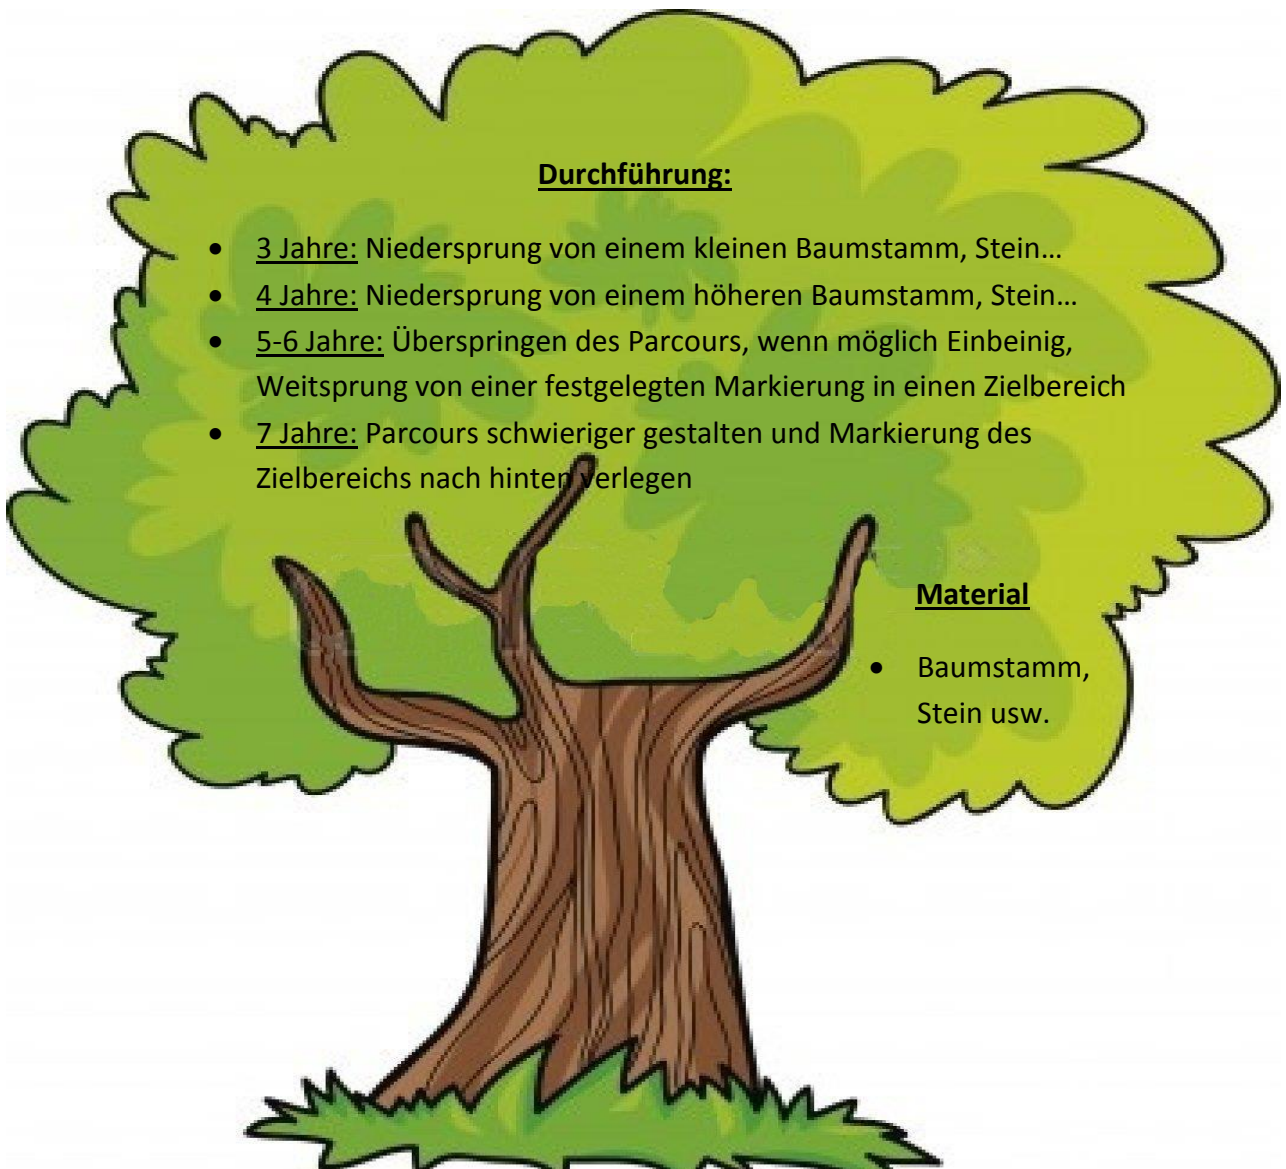 Durchführung:
• 3 Jahre: Niedersprung von einem kleinen Baumstamm, Stein…
• 4 Jahre: Niedersprung von einem höheren Baumstamm, Stein…
• 5-6 Jahre: Überspringen des Parcours, wenn möglich Einbeinig,
Weitsprung von einer festgelegten Markierung in einen Zielbereich
• 7 Jahre: Parcours schwieriger gestalten und Markierung des
Zielbereichs nach hinten verlegen
Material
• Baumstamm,
Stein usw.